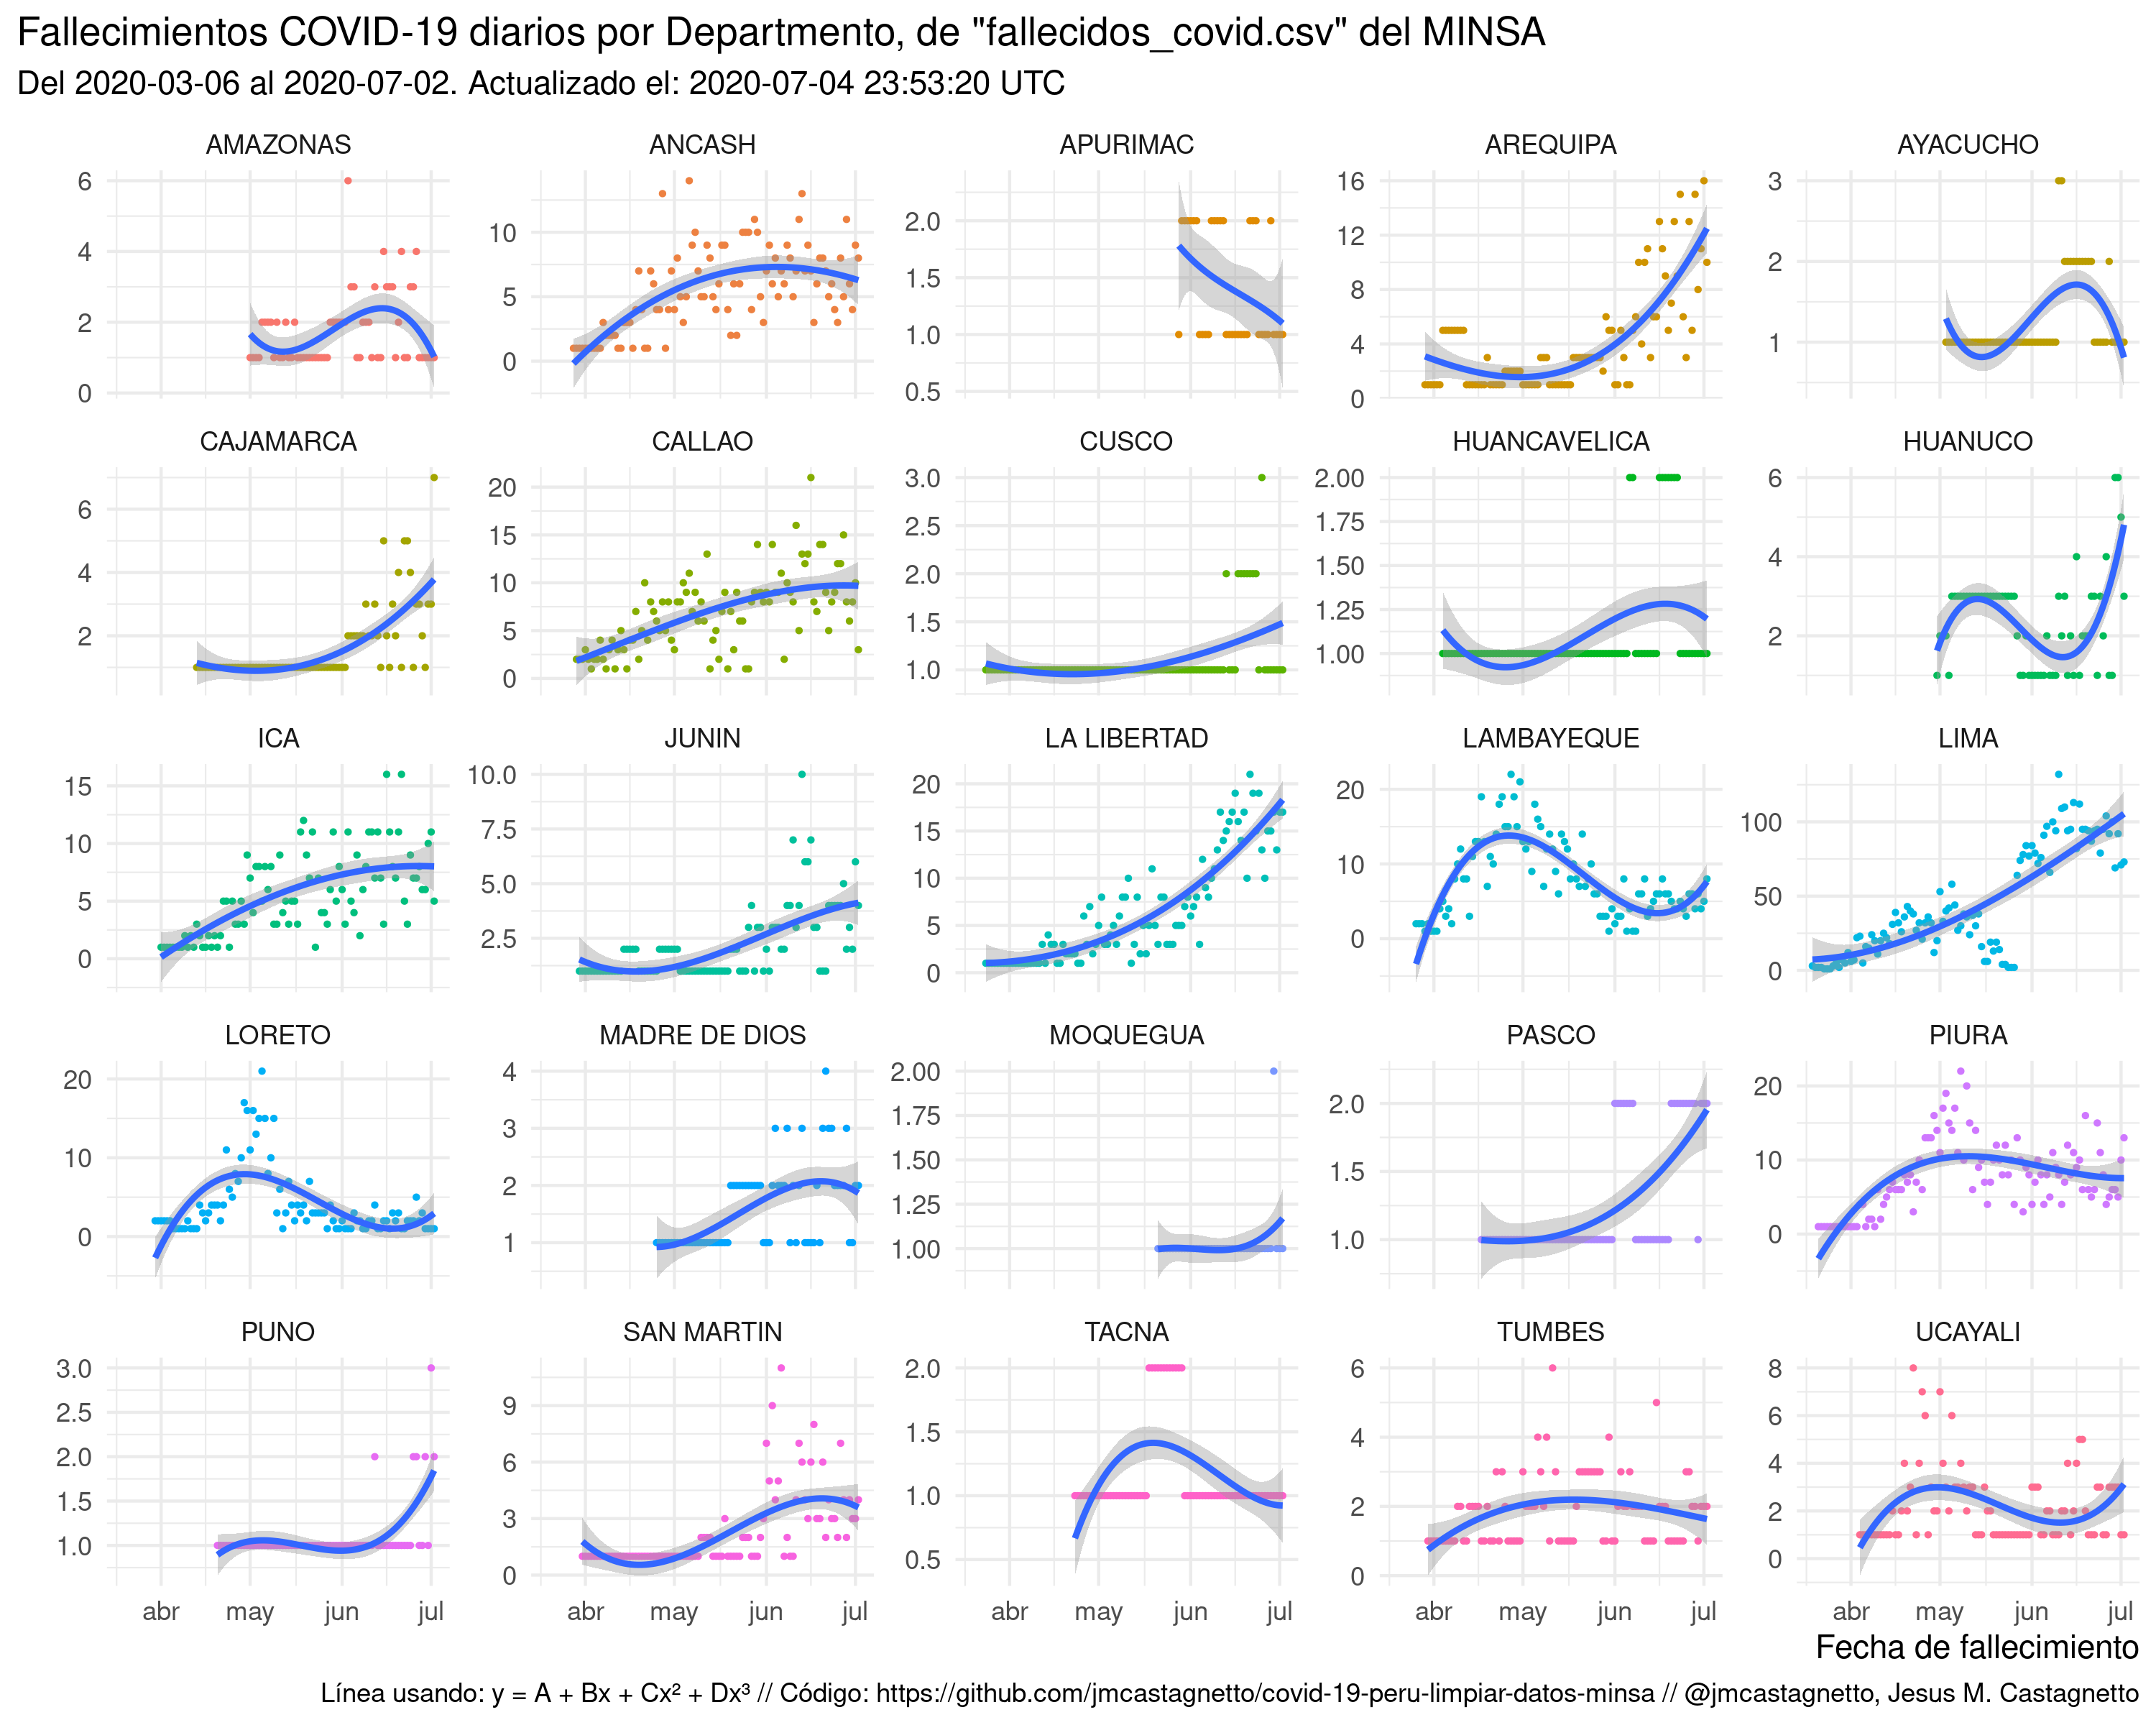 Fallecimientos COVID-19 diarios por Departmento, de "fallecidos_covid.csv" del MINSA
Del 2020-03-06 al 2020-07-02. Actualizado el: 2020-07-04 23:53:20 UTC
AMAZONAS
6
4
2
0
ANCASH
10
5
0
APURIMAC
2.0
1.5
1.0
0.5
AREQUIPA
16
12
8
4
0
AYACUCHO
3
2
1
CAJAMARCA
6
4
2
CALLAO
20
15
10
5
0
CUSCO
3.0
2.5
2.0
1.5
1.0
HUANCAVELICA
2.00
1.75
1.50
1.25
1.00
HUANUCO
6
4
2
ICA
15
10
5
0
JUNIN
10.0
7.5
5.0
2.5
LA LIBERTAD
20
15
10
5
0
LAMBAYEQUE
20
10
0
LIMA
100
50
0
LORETO
20
10
0
MADRE DE DIOS
4
3
2
1
MOQUEGUA
2.00
1.75
1.50
1.25
1.00
PASCO
2.0
1.5
1.0
PIURA
20
10
0
PUNO
3.0
2.5
2.0
1.5
1.0
SAN MARTIN
9
6
3
0
TACNA
2.0
1.5
1.0
0.5
TUMBES
6
4
2
0
UCAYALI
8
6
4
2
0
abr may jun jul
abr may jun jul
abr may jun jul
abr may jun jul
abr may jun jul
Fecha de fallecimiento
Línea usando: y = A + Bx + Cx² + Dx³ // Código: https://github.com/jmcastagnetto/covid-19-peru-limpiar-datos-minsa // @jmcastagnetto, Jesus M. Castagnetto